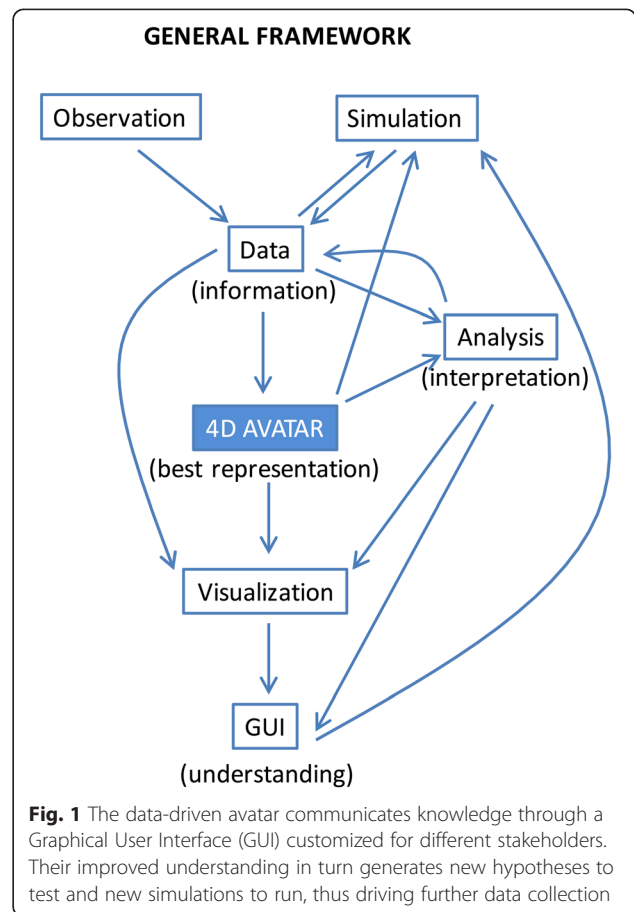 GENERAL FRAMEWORK
Observation
Simulation
Data
(information)
Analysis
(interpretation)
4D AVATAR
(best representation)
Visualization
GUI
(understanding)
Fig. 1 The data-driven avatar communicates knowledge through a
Graphical User Interface (GUI) customized for different stakeholders.
Their improved understanding in turn generates new hypotheses to
test and new simulations to run, thus driving further data collection